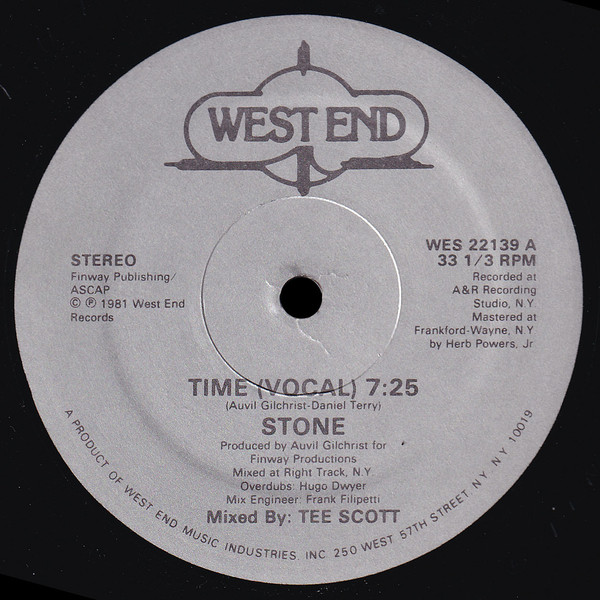 WEST END
STEREO
Finway Publishing/
ASCAP
© ℗ 1981 West End
Records
WES 22139 A
33 1/3 RPM
Recorded at
A&R Recording
Studio, N.Y.
Mastered at
Frankford-Wayne, N.Y
by Herb Powers, Jr
TIME (VOCAL) 7:25
(Auvil Gilchrist-Daniel Terry)
STONE
Produced by Auvil Gilchrist for
Finway Productions
Mixed at Right Track, N.Y.
Overdubs: Hugo Dwyer
Mix Engineer: Frank Filipetti
Mixed By: TEE SCOTT
A PRODUCT OF WEST END MUSIC INDUSTRIES. INC 250 WEST 57TH STREET NY. NY 10019